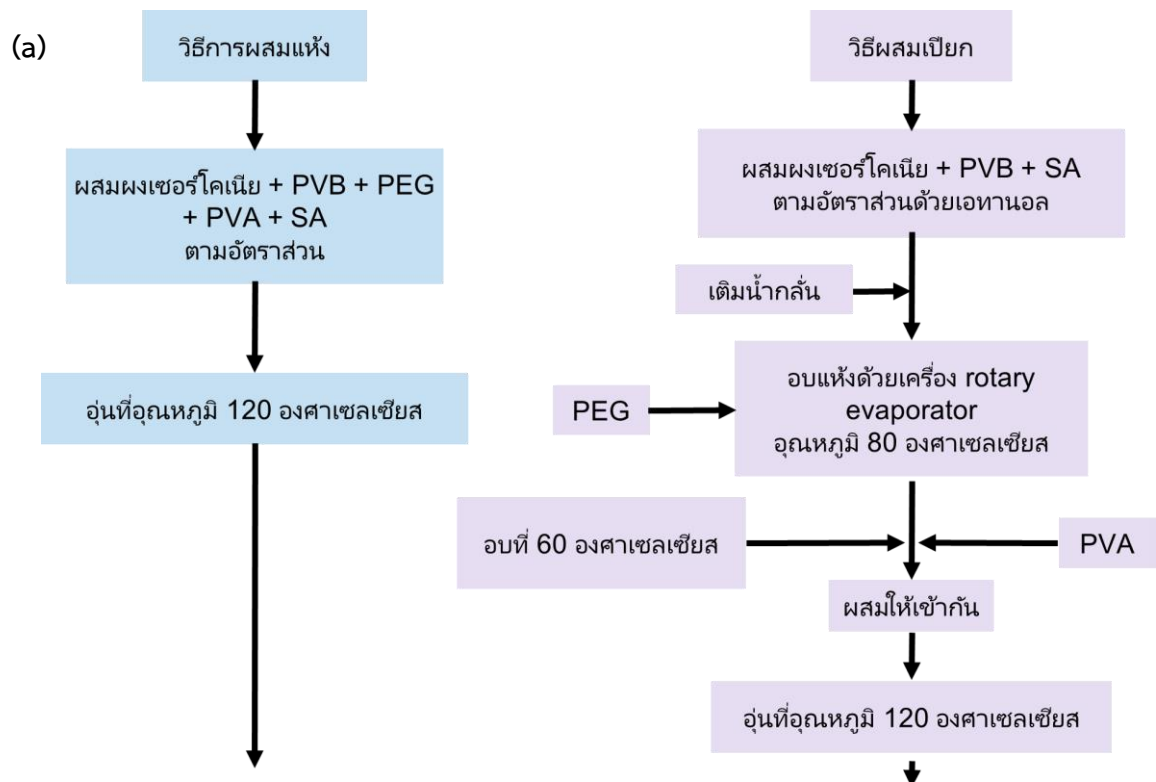 (a)
วิธีการผสมแห้ง
ผสมผงเซอร์โคเนีย + PVB + PEG
+ PVA + SA
ตามอัตราส่วน
อุ่นที่อุณหภูมิ 120 องศาเซลเซียส
วิธีผสมเปียก
ผสมผงเซอร์โคเนีย + PVB + SA
ตามอัตราส่วนด้วยเอทานอล
เติมน้ำกลั่น
อบแห้งด้วยเครื่อง rotary
evaporator
อุณหภูมิ 80 องศาเซลเซียส
PEG
อบที่ 60 องศาเซลเซียส
PVA
ผสมให้เข้ากัน
อุ่นที่อุณหภูมิ 120 องศาเซลเซียส